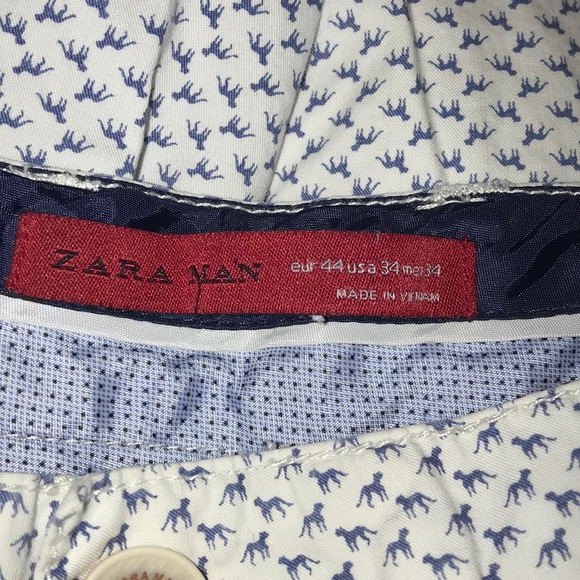 ZARA MAN
eur 44 usa 34 mex 34
MADE IN VIETNAM